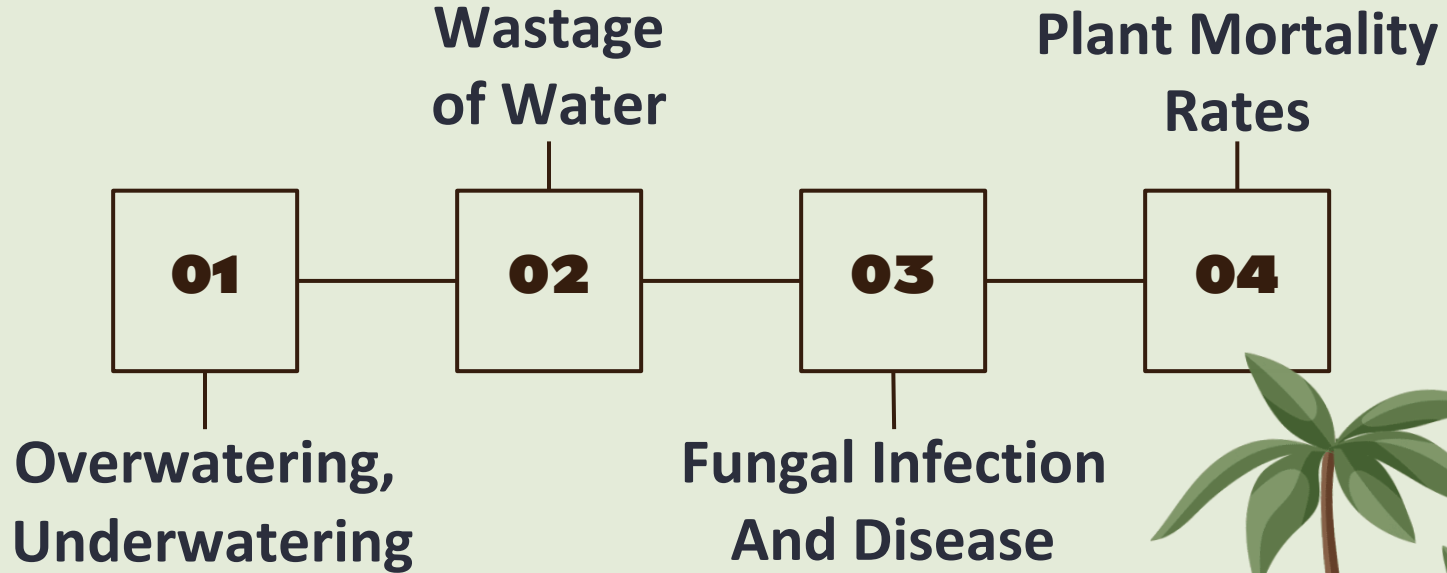 Wastage
of Water
Plant Mortality
Rates
01
02
03
04
Overwatering,
Underwatering
Fungal Infection
And Disease